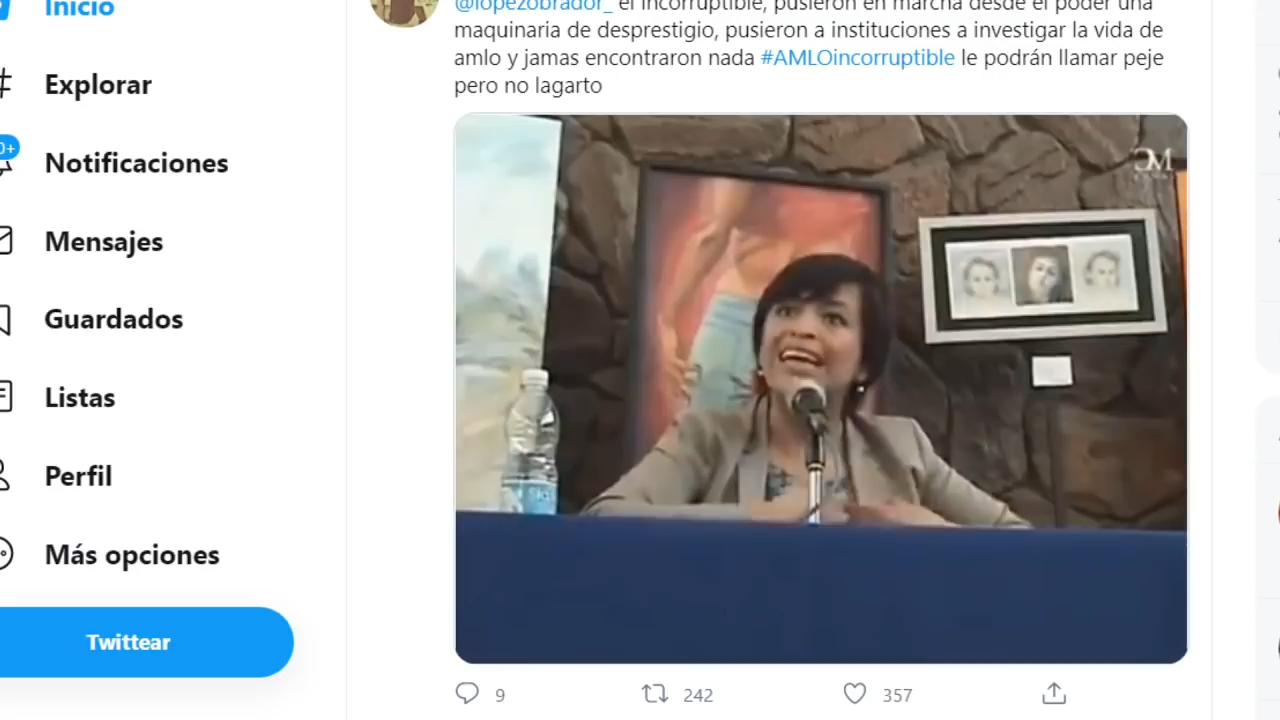 Inicio
Explorar
Notificaciones
Mensajes
Guardados
Listas
Perfil
Más opciones
Twittear
@lopezobrador_ el incorruptible, pusieron en marcha desde el poder una
maquinaria de desprestigio, pusieron a instituciones a investigar la vida de
amlo y jamas encontraron nada #AMLOincorruptible le podrán llamar peje
pero no lagarto
9
242
357